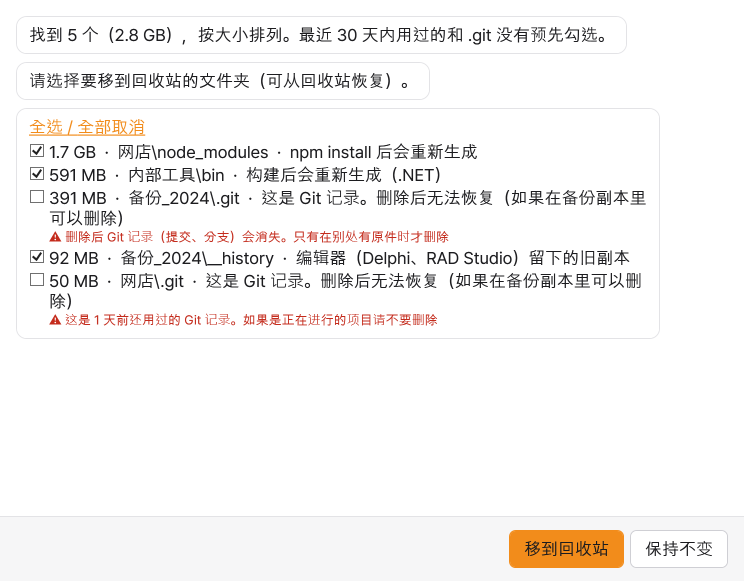 找到 5 个（2.8 GB），按大小排列。最近 30 天内用过的和 .git 没有预先勾选。
请选择要移到回收站的文件夹（可从回收站恢复）。
全选 / 全部取消
1.7 GB · 网店\node_modules · npm install 后会重新生成
591 MB · 内部工具\bin · 构建后会重新生成（.NET）
391 MB · 备份_2024\.git · 这是 Git 记录。删除后无法恢复（如果在备份副本里
可以删除）
删除后 Git 记录（提交、分支）会消失。只有在别处有原件时才删除
92 MB · 备份_2024\__history · 编辑器（Delphi、RAD Studio）留下的旧副本
50 MB · 网店\.git · 这是 Git 记录。删除后无法恢复（如果在备份副本里可以删
除）
这是 1 天前还用过的 Git 记录。如果是正在进行的项目请不要删除
移到回收站
保持不变